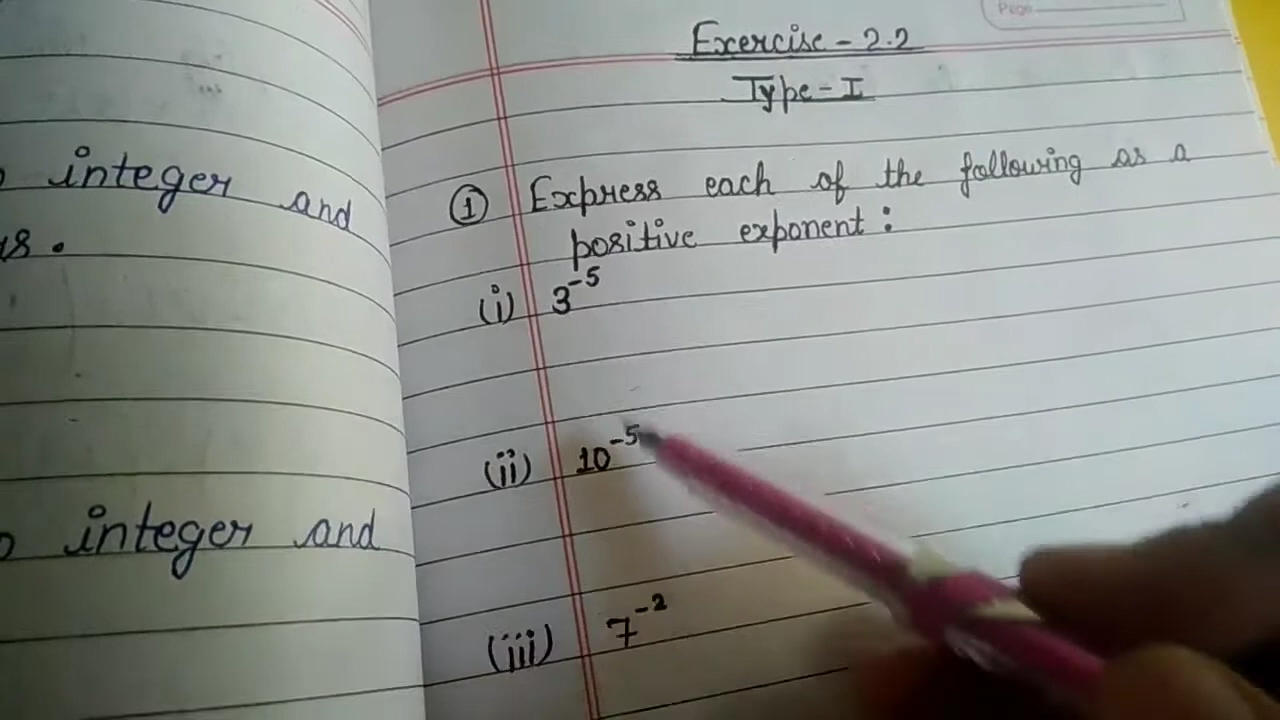 integer and
Page
Exercise - 2.2
Type - I
① Express each of the following as a
positive exponent :
(i) 3⁻⁵
(ii) 10⁻⁵
integer and
(iii) 7⁻²